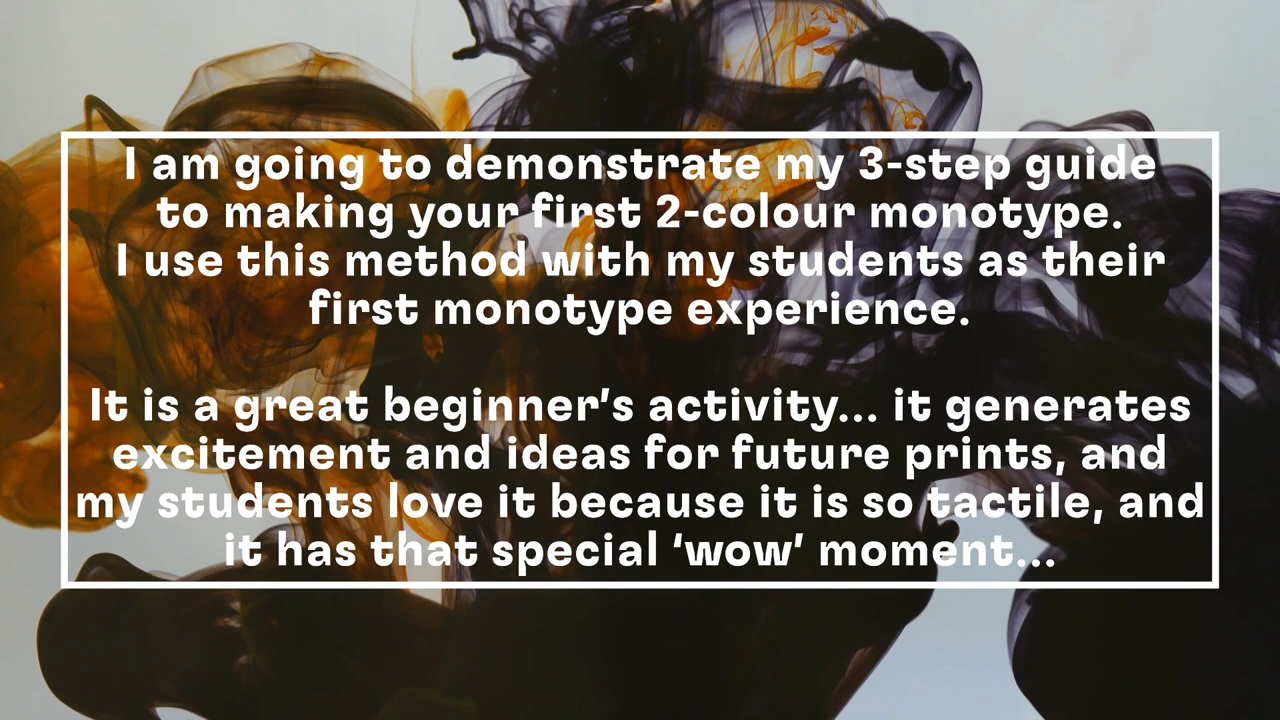 I am going to demonstrate my 3-step guide
to making your first 2-colour monotype.
I use this method with my students as their
first monotype experience.
It is a great beginner’s activity... it generates
excitement and ideas for future prints, and
my students love it because it is so tactile, and
it has that special ‘wow’ moment...